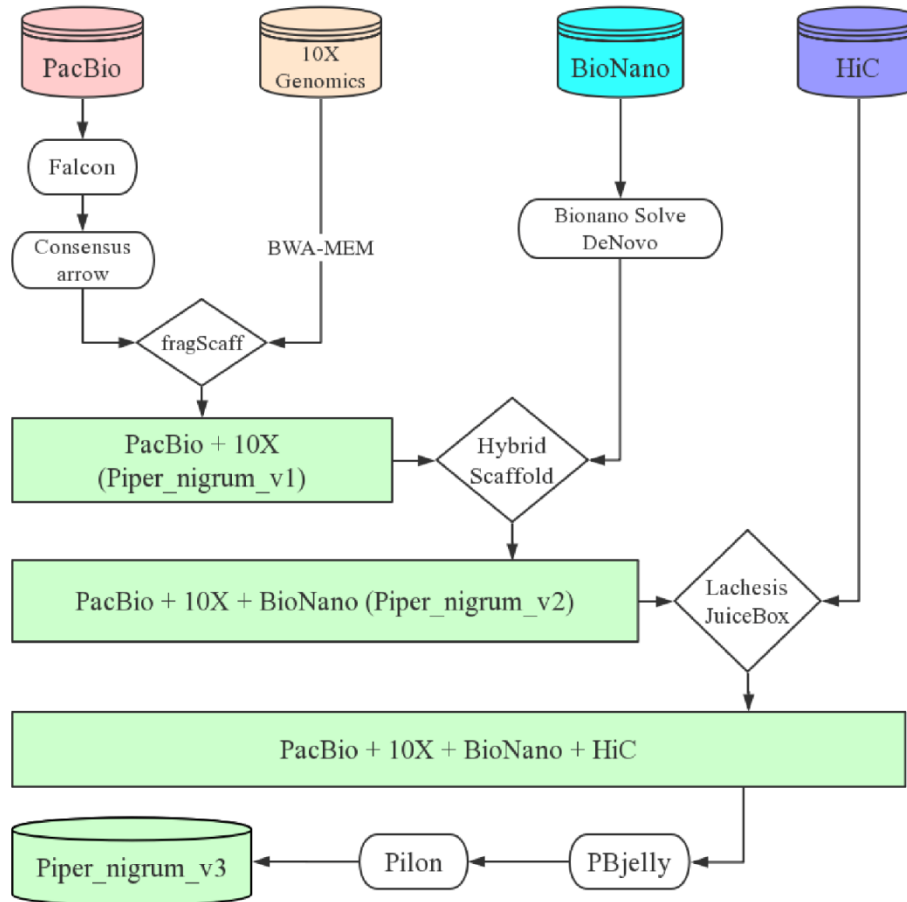 PacBio
10X
Genomics
BioNano
HiC
Falcon
Consensus
arrow
BWA-MEM
Bionano Solve
DeNovo
fragScaff
PacBio + 10X
(Piper_nigrum_v1)
Hybrid
Scaffold
PacBio + 10X + BioNano (Piper_nigrum_v2)
Lachesis
JuiceBox
PacBio + 10X + BioNano + HiC
Piper_nigrum_v3
Pilon
PBjelly